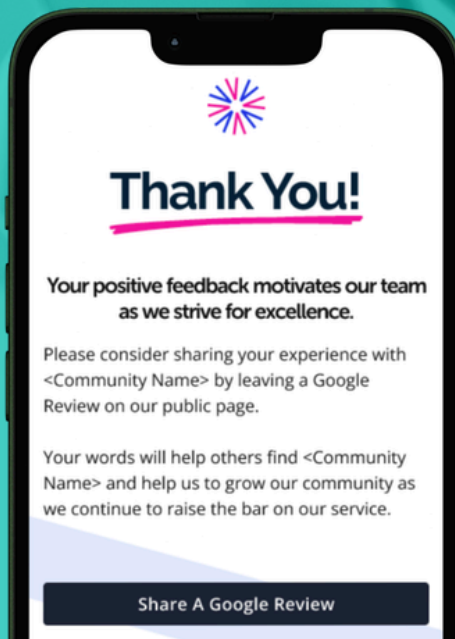 Thank You!
Your positive feedback motivates our team
as we strive for excellence.
Please consider sharing your experience with
<Community Name> by leaving a Google
Review on our public page.
Your words will help others find <Community
Name> and help us to grow our community as
we continue to raise the bar on our service.
Share A Google Review